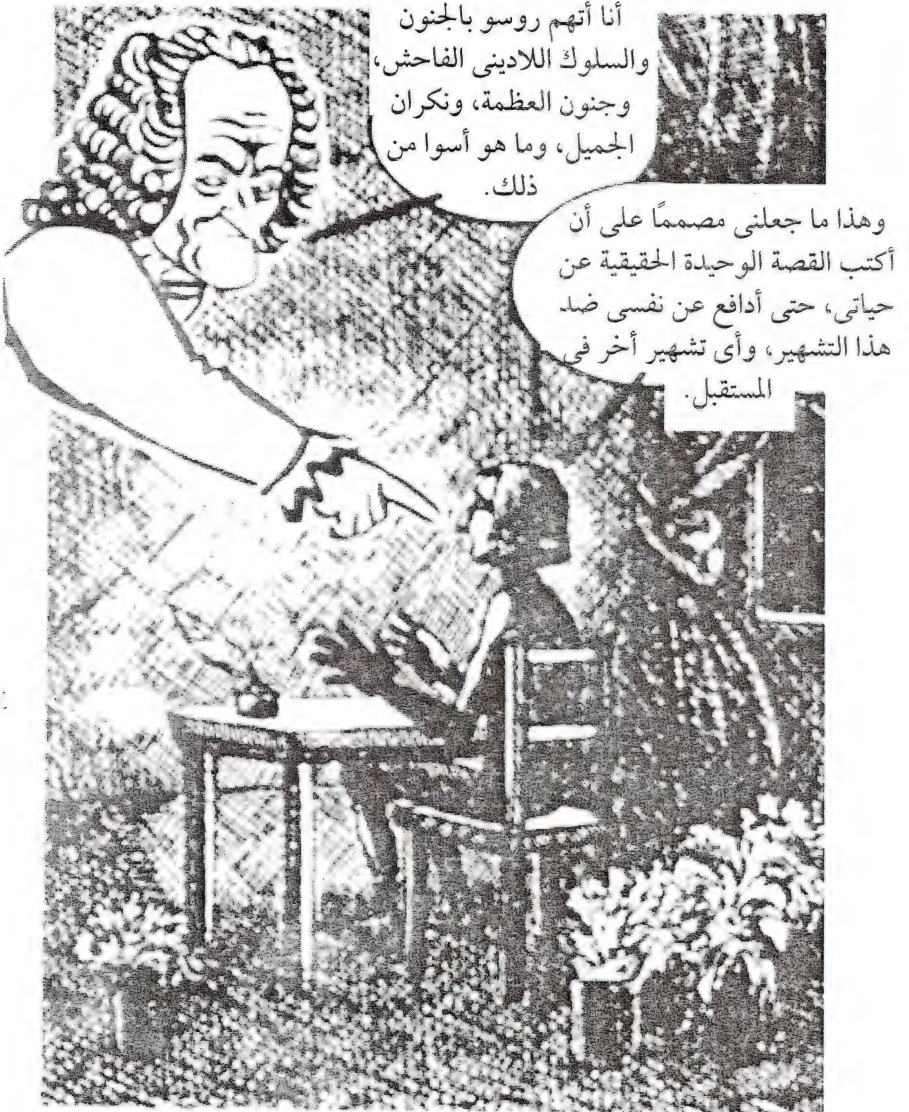 أنا أتهم روسو بالجنون
والسلوك اللادينى الفاحش،
وجنون العظمة، ونكران
الجميل، وما هو أسوا من
ذلك.
وهذا ما جعلنى مصممًا على أن
أكتب القصة الوحيدة الحقيقية عن
حياتى، حتى أدافع عن نفسى ضد
هذا التشهير، وأى تشهير أخر فى
المستقبل.